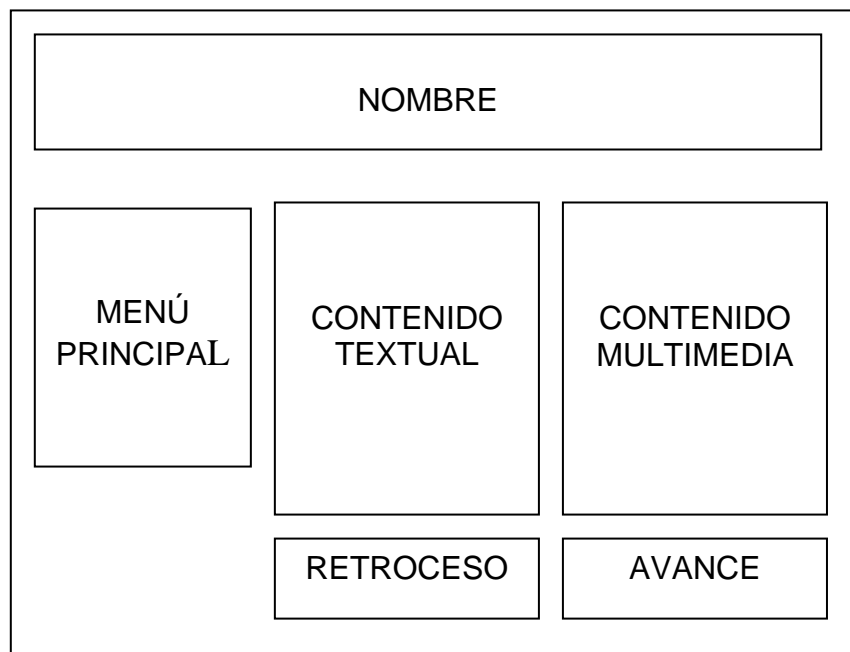 NOMBRE
MENÚ
PRINCIPAL
CONTENIDO
TEXTUAL
CONTENIDO
MULTIMEDIA
RETROCESO
AVANCE